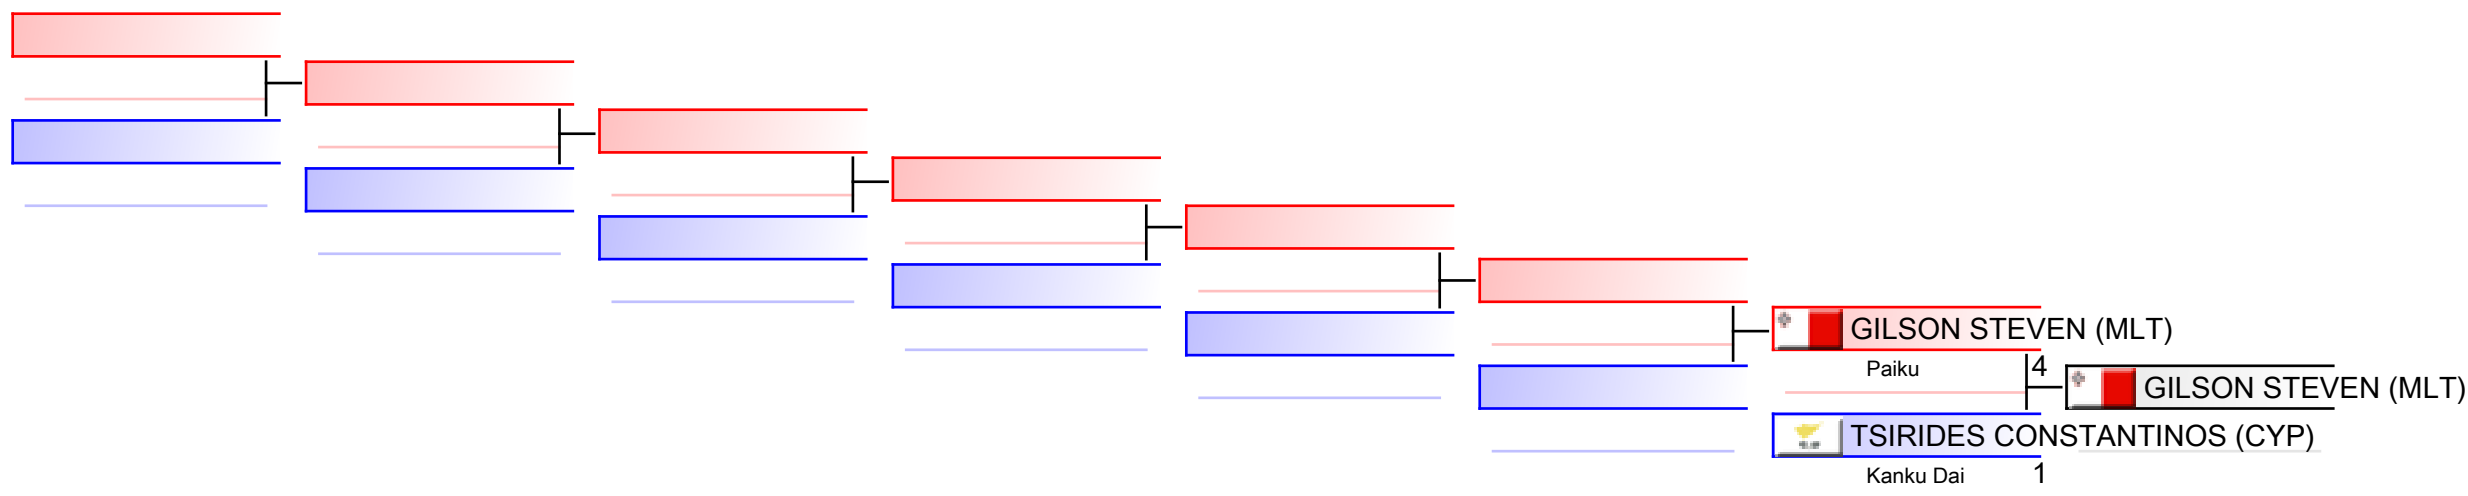 GILSON STEVEN (MLT)
Paiku 4
GILSON STEVEN (MLT)
TSIRIDES CONSTANTINOS (CYP)
Kanku Dai 1